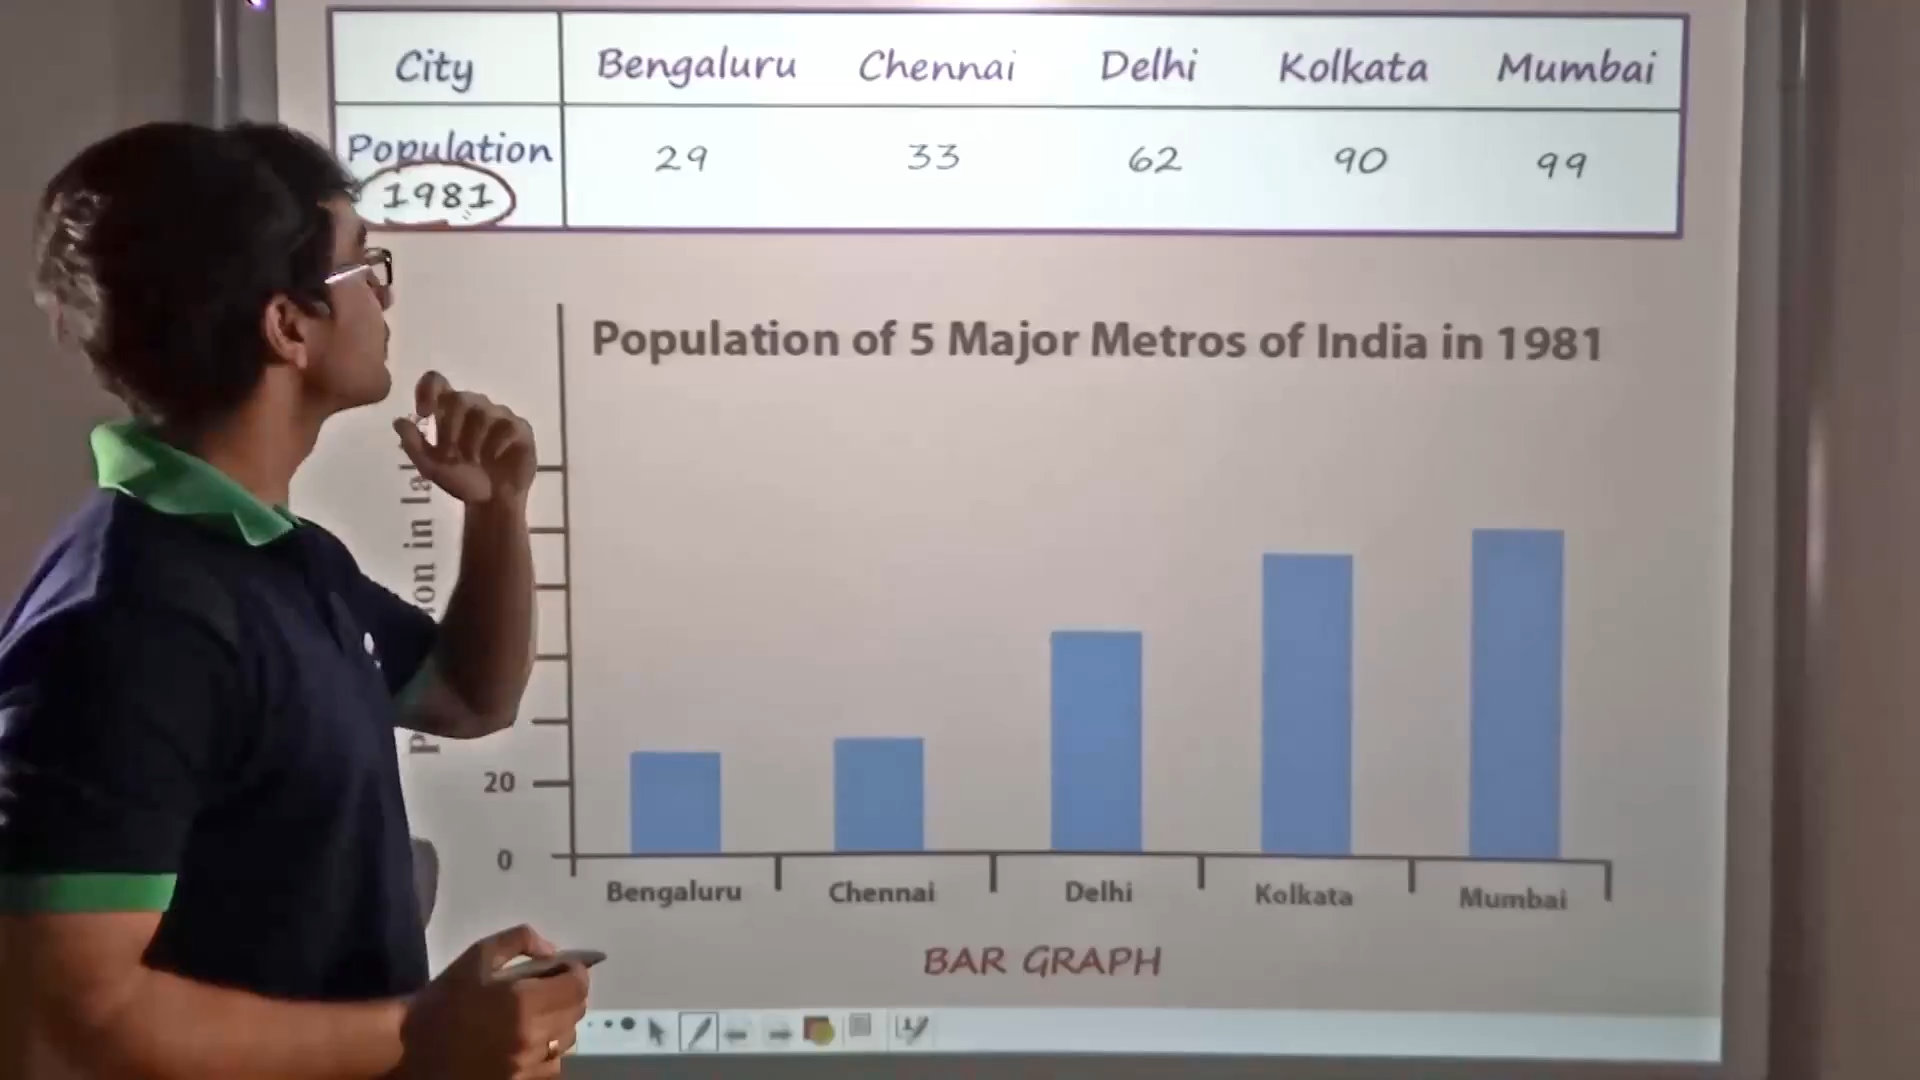 City Bengaluru Chennai Delhi Kolkata Mumbai
Population 29 33 62 90 99
1981
Population of 5 Major Metros of India in 1981
20
0
Bengaluru Chennai Delhi Kolkata Mumbai
BAR GRAPH